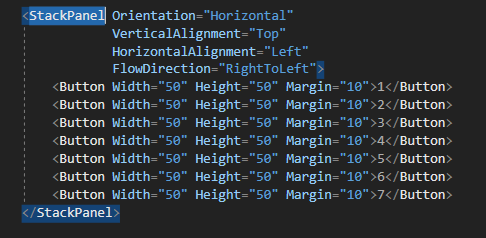 <StackPanel Orientation="Horizontal"
            VerticalAlignment="Top"
            HorizontalAlignment="Left"
            FlowDirection="RightToLeft">
    <Button Width="50" Height="50" Margin="10">1</Button>
    <Button Width="50" Height="50" Margin="10">2</Button>
    <Button Width="50" Height="50" Margin="10">3</Button>
    <Button Width="50" Height="50" Margin="10">4</Button>
    <Button Width="50" Height="50" Margin="10">5</Button>
    <Button Width="50" Height="50" Margin="10">6</Button>
    <Button Width="50" Height="50" Margin="10">7</Button>
</StackPanel>